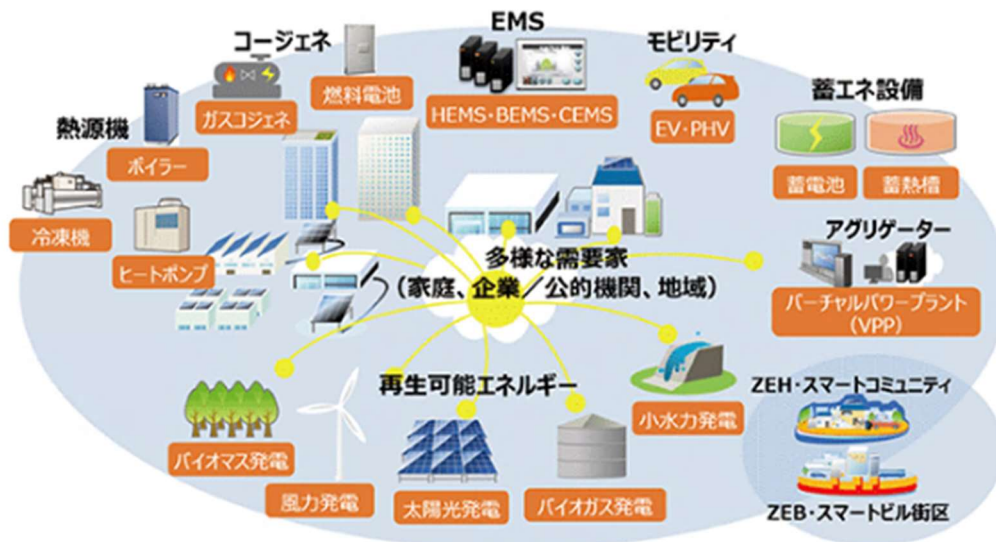 EMS
コージェネ
モビリティ
燃料電池
ガスコジェネ
HEMS・BEMS・CEMS
EV・PHV
蓄エネ設備
熱源機
ボイラー
蓄電池
蓄熱槽
冷凍機
ヒートポンプ
アグリゲーター
バーチャルパワープラント
(VPP)
多様な需要家
(家庭、企業/公的機関、地域)
再生可能エネルギー
小水力発電
バイオマス発電
風力発電
太陽光発電
バイオガス発電
ZEH・スマートコミュニティ
ZEB・スマートビル街区